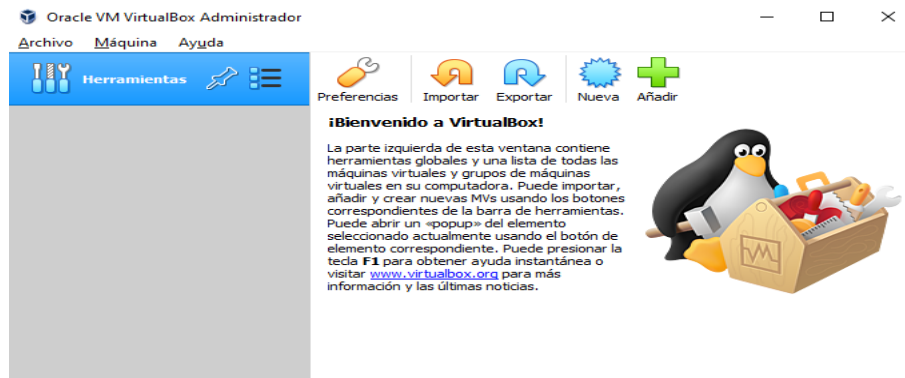 Oracle VM VirtualBox Administrador
Archivo Máquina Ayuda
Herramientas
Preferencias Importar Exportar Nueva Añadir
¡Bienvenido a VirtualBox!
La parte izquierda de esta ventana contiene
herramientas globales y una lista de todas las
máquinas virtuales y grupos de máquinas
virtuales en su computadora. Puede importar,
añadir y crear nuevas MVs usando los botones
correspondientes de la barra de herramientas.
Puede abrir un «popup» del elemento
seleccionado actualmente usando el botón de
elemento correspondiente. Puede presionar la
tecla F1 para obtener ayuda instantánea o
visitar www.virtualbox.org para más
información y las últimas noticias.